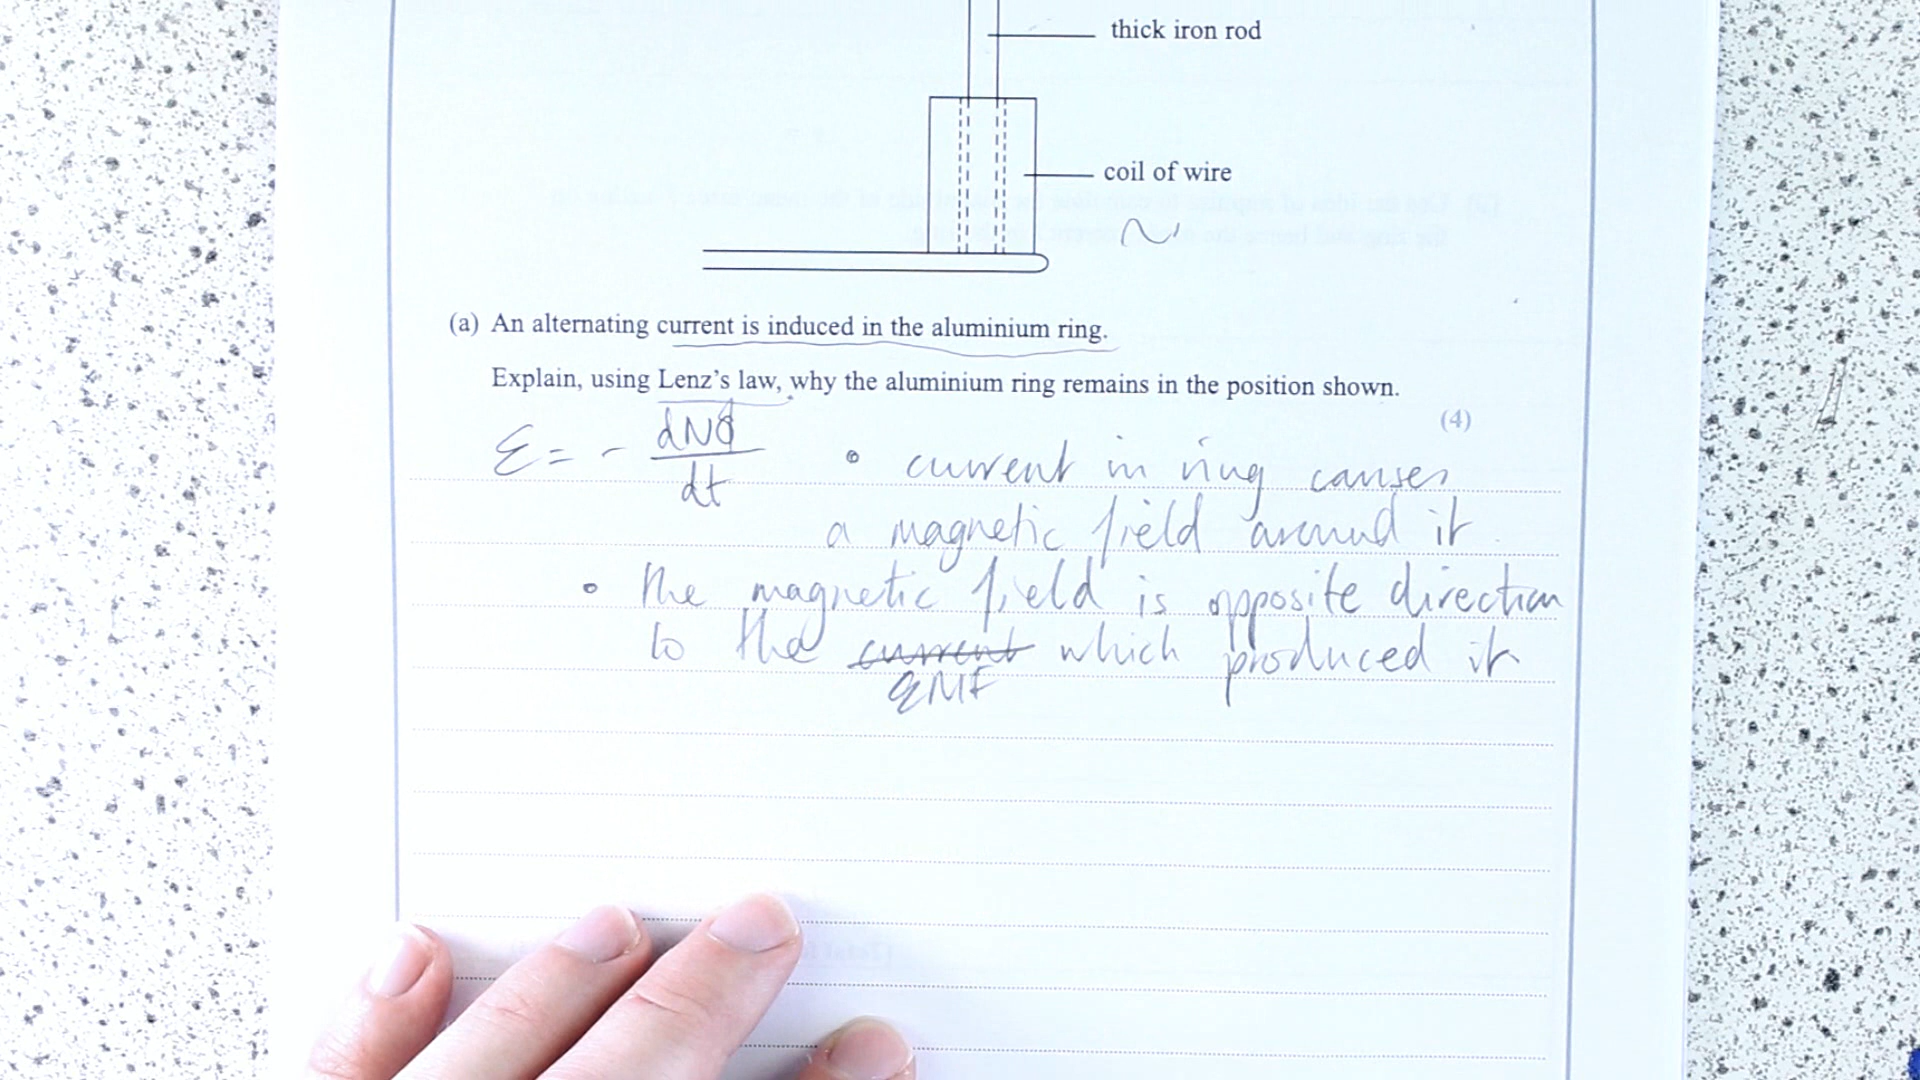 thick iron rod
coil of wire
(a) An alternating current is induced in the aluminium ring.
Explain, using Lenz's law, why the aluminium ring remains in the position shown.
(4)
Ɛ = - dNϕ/dt
• current in ring causes
a magnetic field around it
• the magnetic field is opposite direction
to the current which produced it
EMF